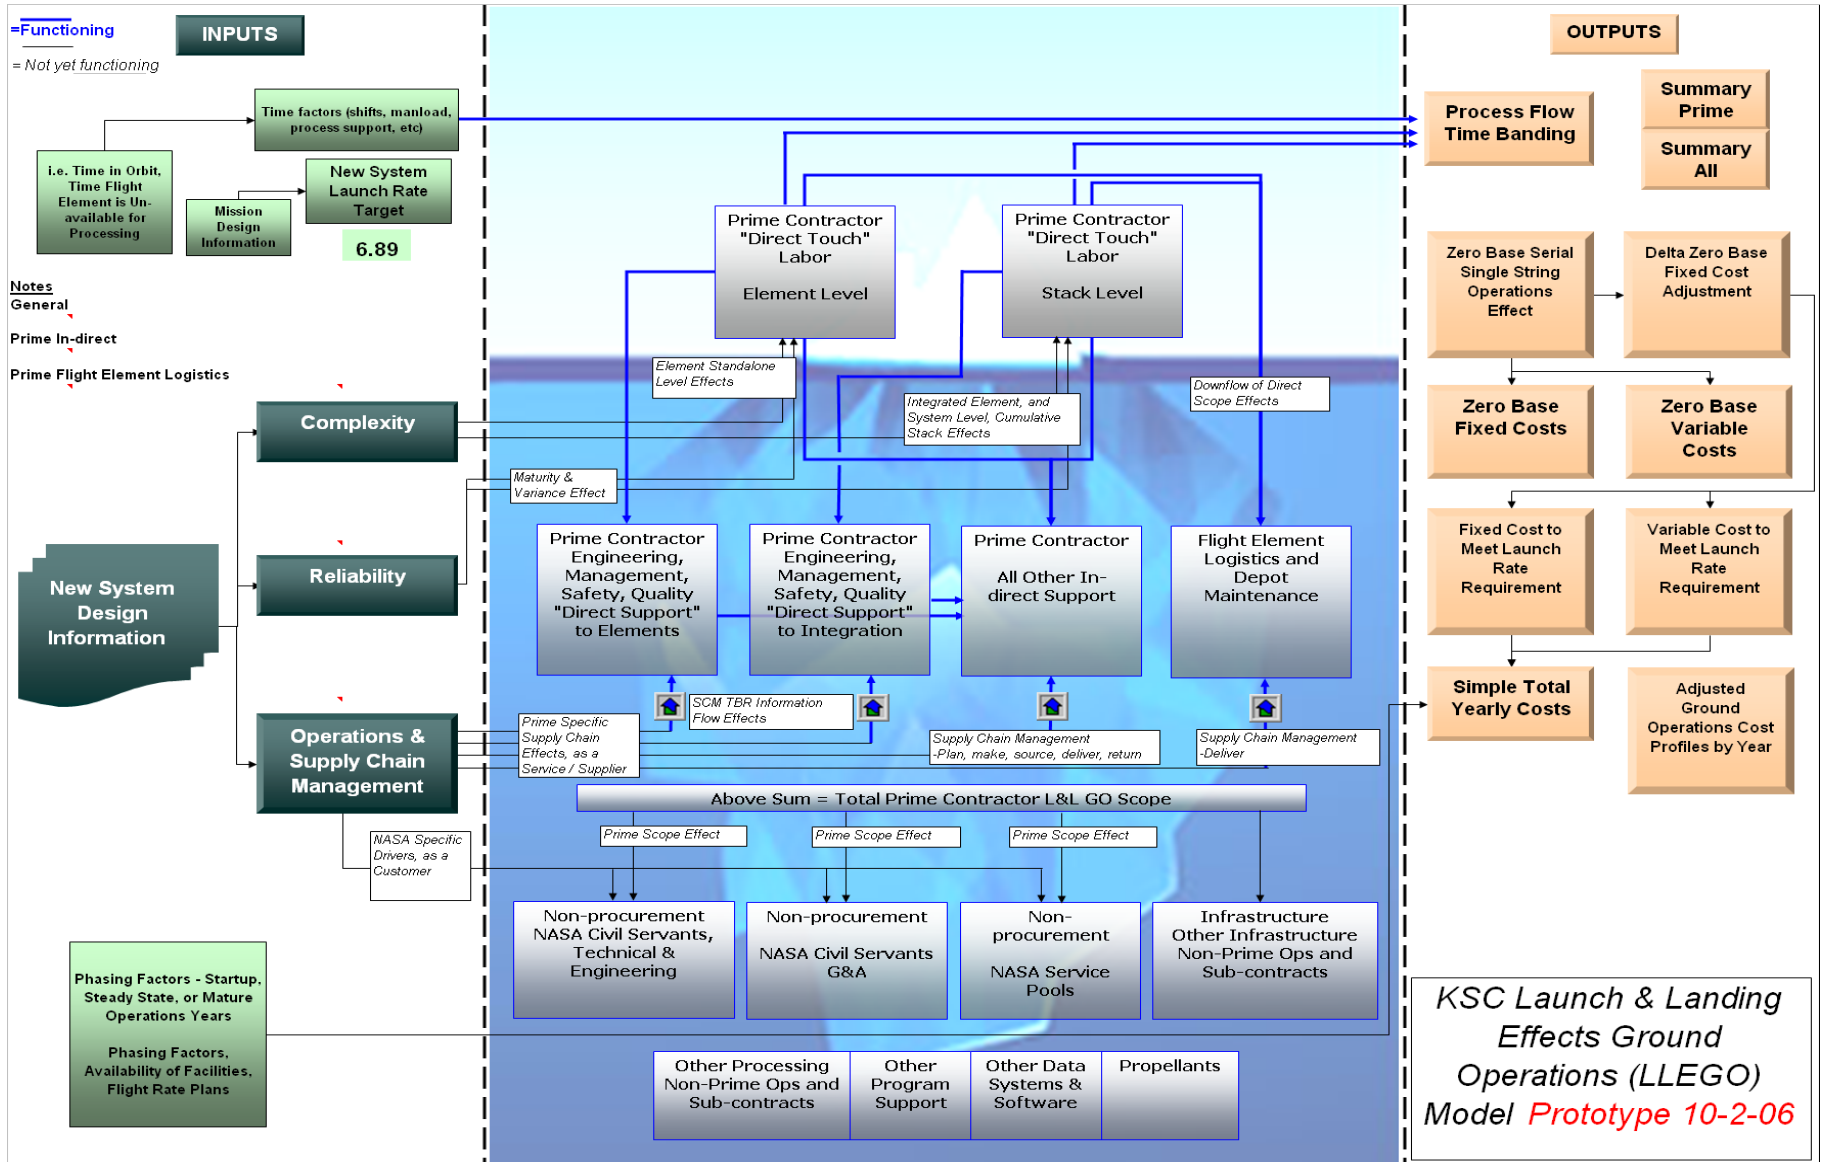 =Functioning
= Not yet functioning
INPUTS
Time factors (shifts, manload,
process support, etc)
i.e. Time in Orbit,
Time Flight
Element is Un-
available for
Processing
Mission
Design
Information
New System
Launch Rate
Target
6.89
Notes
General
Prime In-direct
Prime Flight Element Logistics
Complexity
Reliability
New System
Design
Information
Operations &
Supply Chain
Management
NASA Specific
Drivers, as a
Customer
Phasing Factors - Startup,
Steady State, or Mature
Operations Years
Phasing Factors,
Availability of Facilities,
Flight Rate Plans
Prime Contractor
"Direct Touch"
Labor
Element Level
Prime Contractor
"Direct Touch"
Labor
Stack Level
Element Standalone
Level Effects
Integrated Element, and
System Level, Cumulative
Stack Effects
Downflow of Direct
Scope Effects
Maturity &
Variance Effect
Prime Contractor
Engineering,
Management,
Safety, Quality
"Direct Support"
to Elements
Prime Contractor
Engineering,
Management,
Safety, Quality
"Direct Support"
to Integration
Prime Contractor
All Other In-
direct Support
Flight Element
Logistics and
Depot
Maintenance
Prime Specific
Supply Chain
Effects, as a
Service / Supplier
SCM TBR Information
Flow Effects
Supply Chain Management
-Plan, make, source, deliver, return
Supply Chain Management
-Deliver
Above Sum = Total Prime Contractor L&L GO Scope
Prime Scope Effect
Prime Scope Effect
Prime Scope Effect
Non-procurement
NASA Civil Servants,
Technical &
Engineering
Non-procurement
NASA Civil Servants
G&A
Non-
procurement
NASA Service
Pools
Infrastructure
Other Infrastructure
Non-Prime Ops and
Sub-contracts
Other Processing
Non-Prime Ops and
Sub-contracts
Other
Program
Support
Other Data
Systems &
Software
Propellants
OUTPUTS
Process Flow
Time Banding
Summary
Prime
Summary
All
Zero Base Serial
Single String
Operations
Effect
Delta Zero Base
Fixed Cost
Adjustment
Zero Base
Fixed Costs
Zero Base
Variable
Costs
Fixed Cost to
Meet Launch
Rate
Requirement
Variable Cost to
Meet Launch
Rate
Requirement
Simple Total
Yearly Costs
Adjusted
Ground
Operations Cost
Profiles by Year
KSC Launch & Landing
Effects Ground
Operations (LLEGO)
Model Prototype 10-2-06